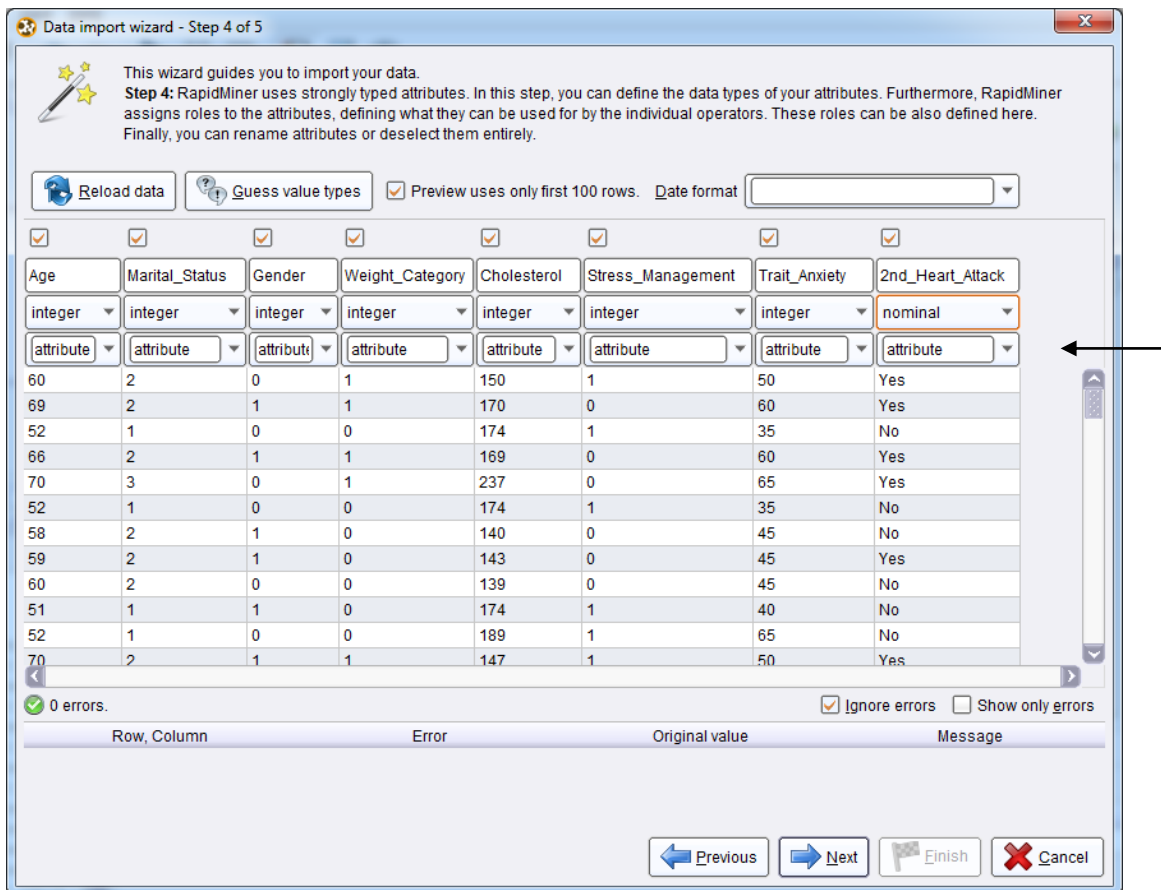 Data import wizard - Step 4 of 5
This wizard guides you to import your data.
Step 4: RapidMiner uses strongly typed attributes. In this step, you can define the data types of your attributes. Furthermore, RapidMiner
assigns roles to the attributes, defining what they can be used for by the individual operators. These roles can be also defined here.
Finally, you can rename attributes or deselect them entirely.
Reload data Guess value types Preview uses only first 100 rows. Date format
Age Marital_Status Gender Weight_Category Cholesterol Stress_Management Trait_Anxiety 2nd_Heart_Attack
integer integer integer integer integer integer integer nominal
attribute attribute attribute attribute attribute attribute attribute attribute
60 2 0 1 150 1 50 Yes
69 2 1 1 170 0 60 Yes
52 1 0 0 174 1 35 No
66 2 1 1 169 0 60 Yes
70 3 0 1 237 0 65 Yes
52 1 0 0 174 1 35 No
58 2 1 0 140 0 45 No
59 2 1 0 143 0 45 Yes
60 2 0 0 139 0 45 No
51 1 1 0 174 1 40 No
52 1 0 0 189 1 65 No
70 2 1 1 147 1 50 Yes
0 errors. Ignore errors Show only errors
Row, Column Error Original value Message
Previous Next Finish Cancel